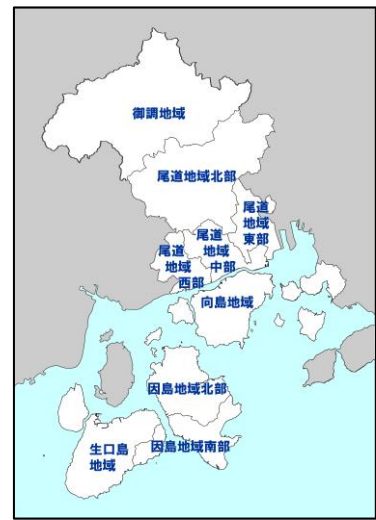 御調地域
尾道地域北部
尾道
地域
東部
尾道
地域
中部
尾道
地域
西部
向島地域
因島地域北部
生口島
地域
因島地域南部